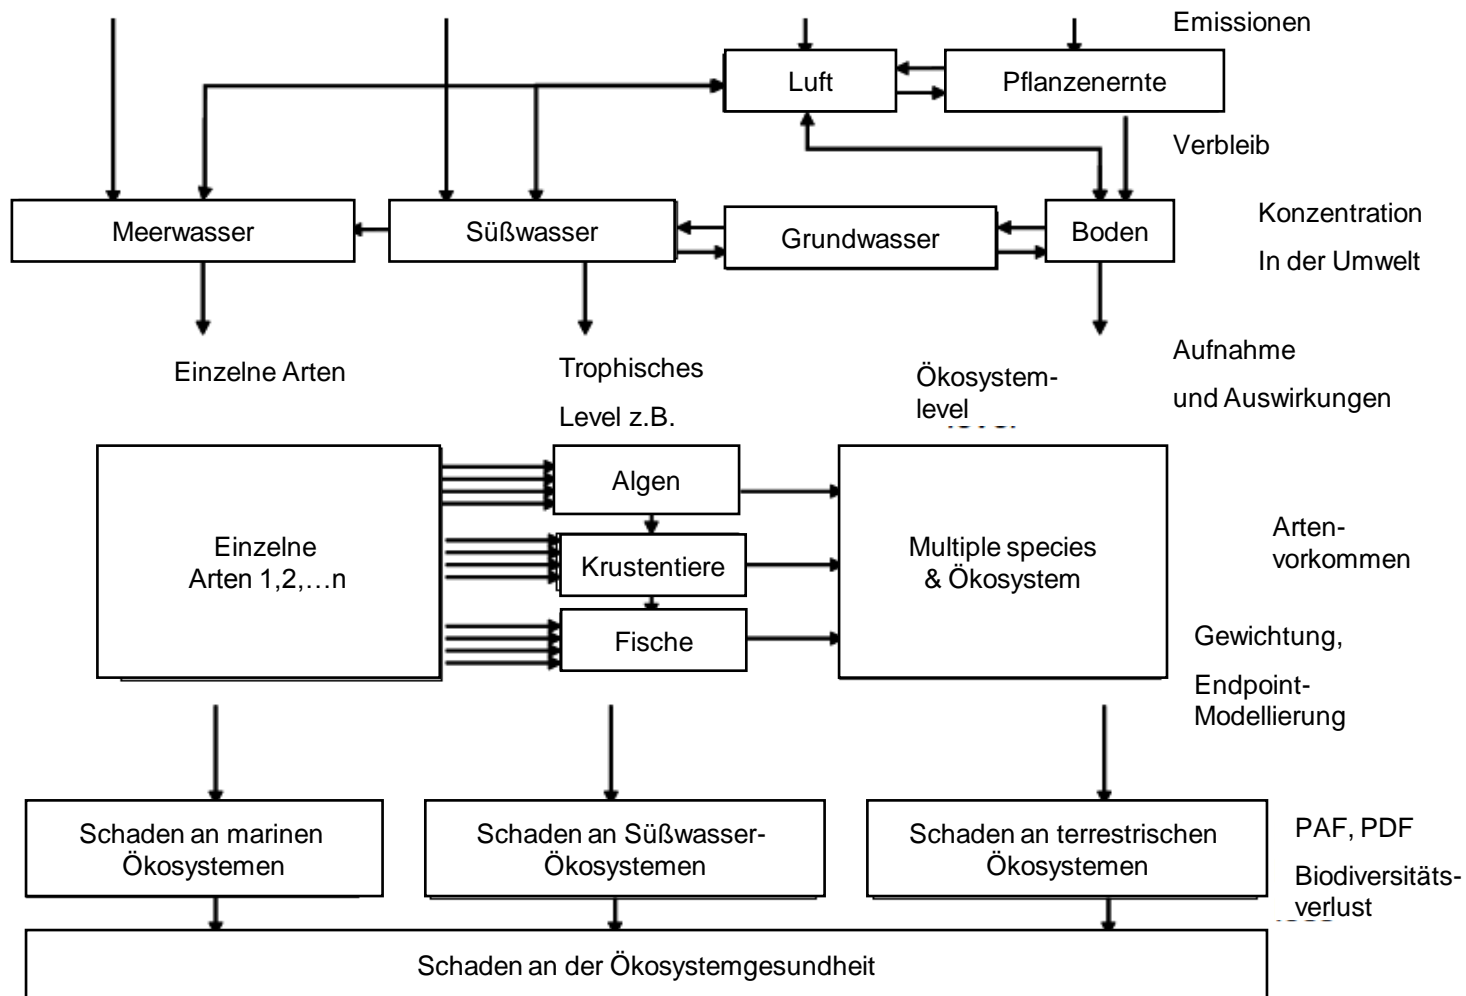 Emissionen
Luft
Pflanzenernte
Verbleib
Meerwasser
Süßwasser
Grundwasser
Boden
Konzentration
In der Umwelt
Einzelne Arten
Trophisches
Level z.B.
Ökosystem-
level
Aufnahme
und Auswirkungen
Einzelne
Arten 1,2,…n
Algen
Krustentiere
Fische
Multiple species
& Ökosystem
Arten-
vorkommen
Gewichtung,
Endpoint-
Modellierung
Schaden an marinen
Ökosystemen
Schaden an Süßwasser-
Ökosystemen
Schaden an terrestrischen
Ökosystemen
PAF, PDF
Biodiversitäts-
verlust
Schaden an der Ökosystemgesundheit